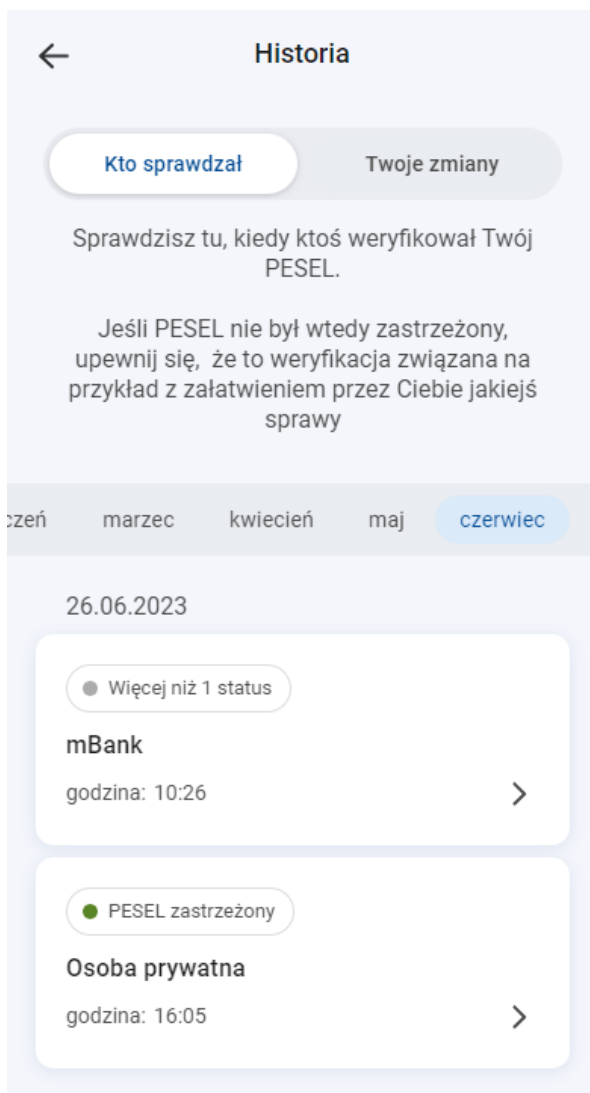 Historia
Kto sprawdzał
Twoje zmiany
Sprawdzisz tu, kiedy ktoś weryfikował Twój
PESEL.
Jeśli PESEL nie był wtedy zastrzeżony,
upewnij się, że to weryfikacja związana na
przykład z załatwieniem przez Ciebie jakiejś
sprawy
czeń marzec kwiecień maj czerwiec
26.06.2023
Więcej niż 1 status
mBank
godzina: 10:26
PESEL zastrzeżony
Osoba prywatna
godzina: 16:05